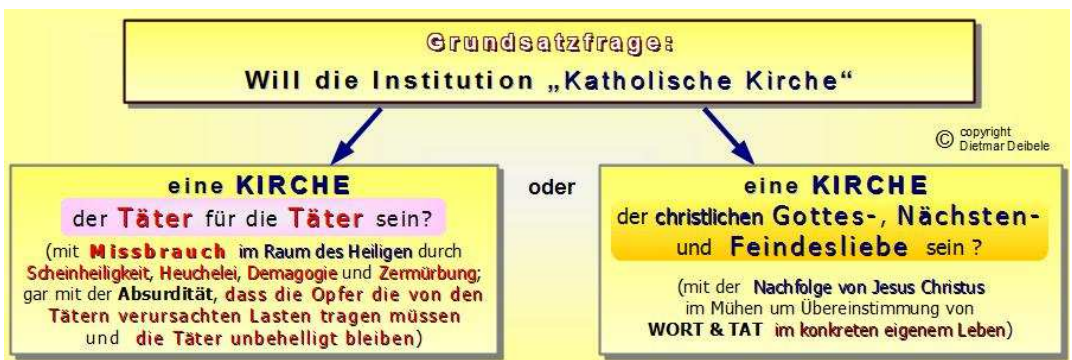 Grundsatzfrage:
Will die Institution „Katholische Kirche“
© copyright
Dietmar Deibele
eine KIRCHE
der Täter für die Täter sein?
(mit Missbrauch im Raum des Heiligen durch
Scheinheiligkeit, Heuchelei, Demagogie und Zermürbung;
gar mit der Absurdität, dass die Opfer die von den
Tätern verursachten Lasten tragen müssen
und die Täter unbehelligt bleiben)
oder
eine KIRCHE
der christlichen Gottes-, Nächsten-
und Feindesliebe sein ?
(mit der Nachfolge von Jesus Christus
im Mühen um Übereinstimmung von
WORT & TAT im konkreten eigenem Leben)